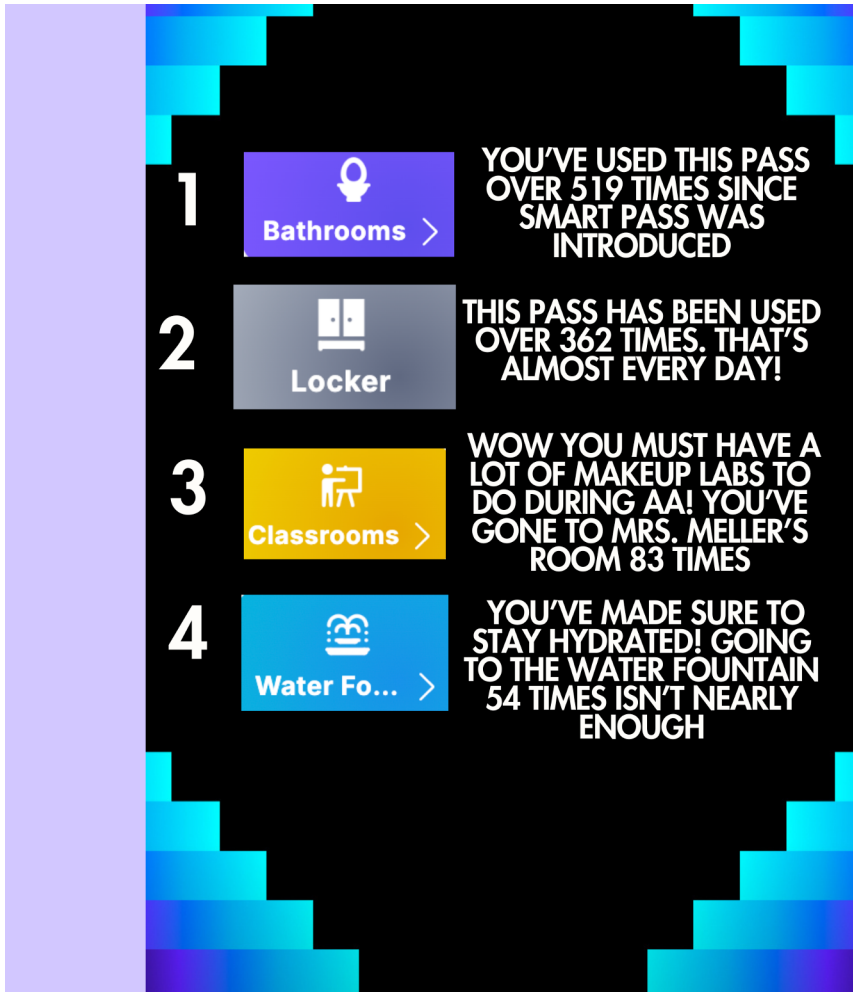 1
Bathrooms >
YOU'VE USED THIS PASS
OVER 519 TIMES SINCE
SMART PASS WAS
INTRODUCED
2
Locker
THIS PASS HAS BEEN USED
OVER 362 TIMES. THAT'S
ALMOST EVERY DAY!
3
Classrooms >
WOW YOU MUST HAVE A
LOT OF MAKEUP LABS TO
DO DURING AA! YOU'VE
GONE TO MRS. MELLER'S
ROOM 83 TIMES
4
Water Fo... >
YOU'VE MADE SURE TO
STAY HYDRATED! GOING
TO THE WATER FOUNTAIN
54 TIMES ISN'T NEARLY
ENOUGH